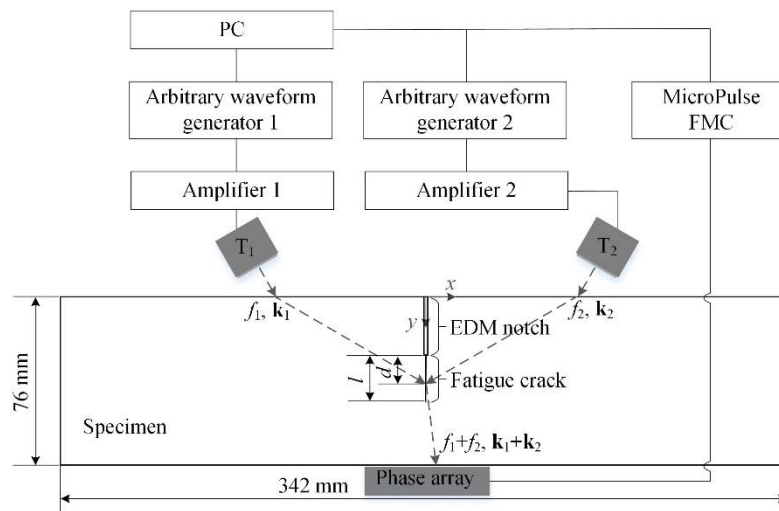 PC
Arbitrary waveform
generator 1
Arbitrary waveform
generator 2
MicroPulse
FMC
Amplifier 1
Amplifier 2
T₁
T₂
x
f₁, k₁
y
EDM notch
f₂, k₂
76 mm
l
d
Fatigue crack
Specimen
f₁+f₂, k₁+k₂
Phase array
342 mm